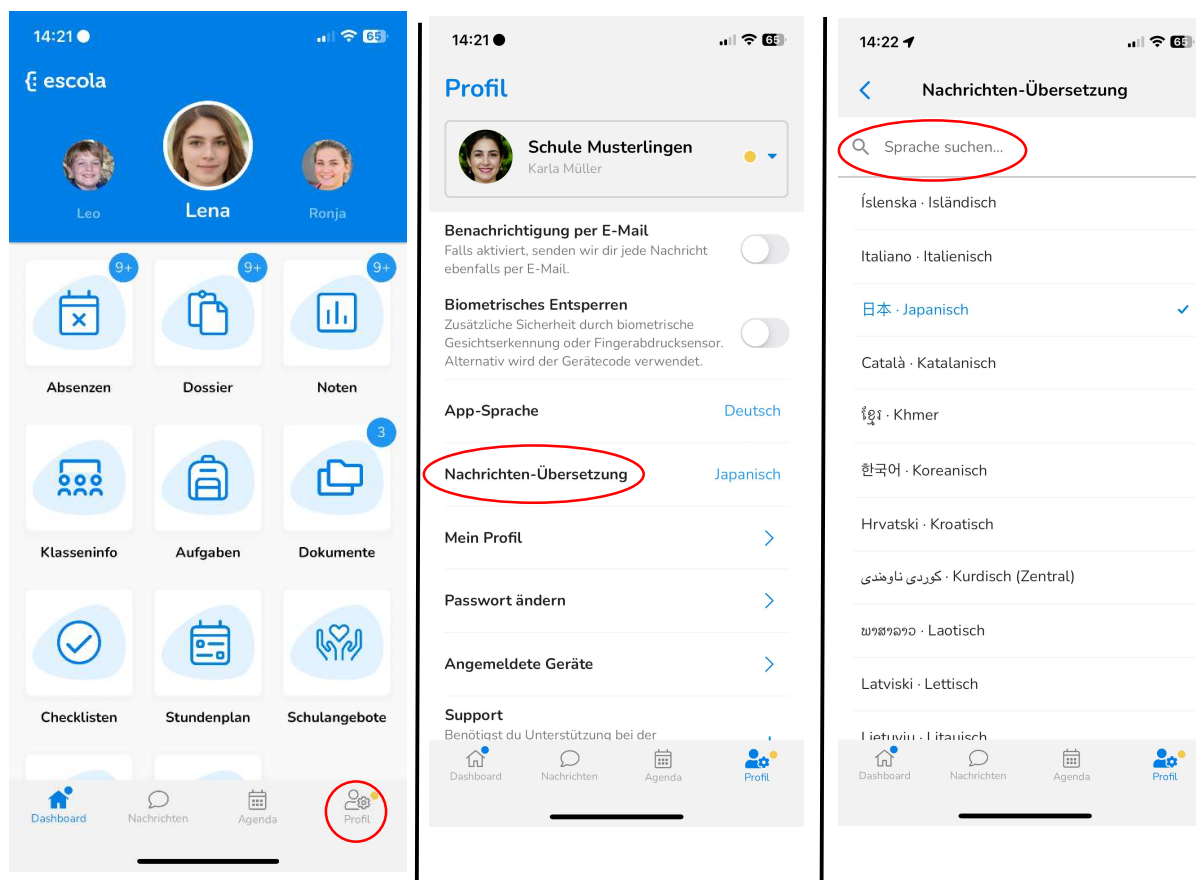 14:21
65
escola
Leo
Lena
Ronja
9+
9+
9+
Absenzen
Dossier
Noten
3
Klasseninfo
Aufgaben
Dokumente
Checklisten
Stundenplan
Schulangebote
Dashboard
Nachrichten
Agenda
Profil
14:21
65
Profil
Schule Musterlingen
Karla Müller
Benachrichtigung per E-Mail
Falls aktiviert, senden wir dir jede Nachricht
ebenfalls per E-Mail.
Biometrisches Entsperren
Zusätzliche Sicherheit durch biometrische
Gesichtserkennung oder Fingerabdrucksensor.
Alternativ wird der Gerätecode verwendet.
App-Sprache
Deutsch
Nachrichten-Übersetzung
Japanisch
Mein Profil
Passwort ändern
Angemeldete Geräte
Support
Benötigst du Unterstützung bei der
Dashboard
Nachrichten
Agenda
Profil
14:22
65
Nachrichten-Übersetzung
Sprache suchen...
Íslenska · Isländisch
Italiano · Italienisch
日本 · Japanisch
Català · Katalanisch
ខ្មែរ · Khmer
한국어 · Koreanisch
Hrvatski · Kroatisch
کوردی ناوەندی · Kurdisch (Zentral)
ພາສາລາວ · Laotisch
Latviski · Lettisch
Lietuvių · Litauisch
Dashboard
Nachrichten
Agenda
Profil